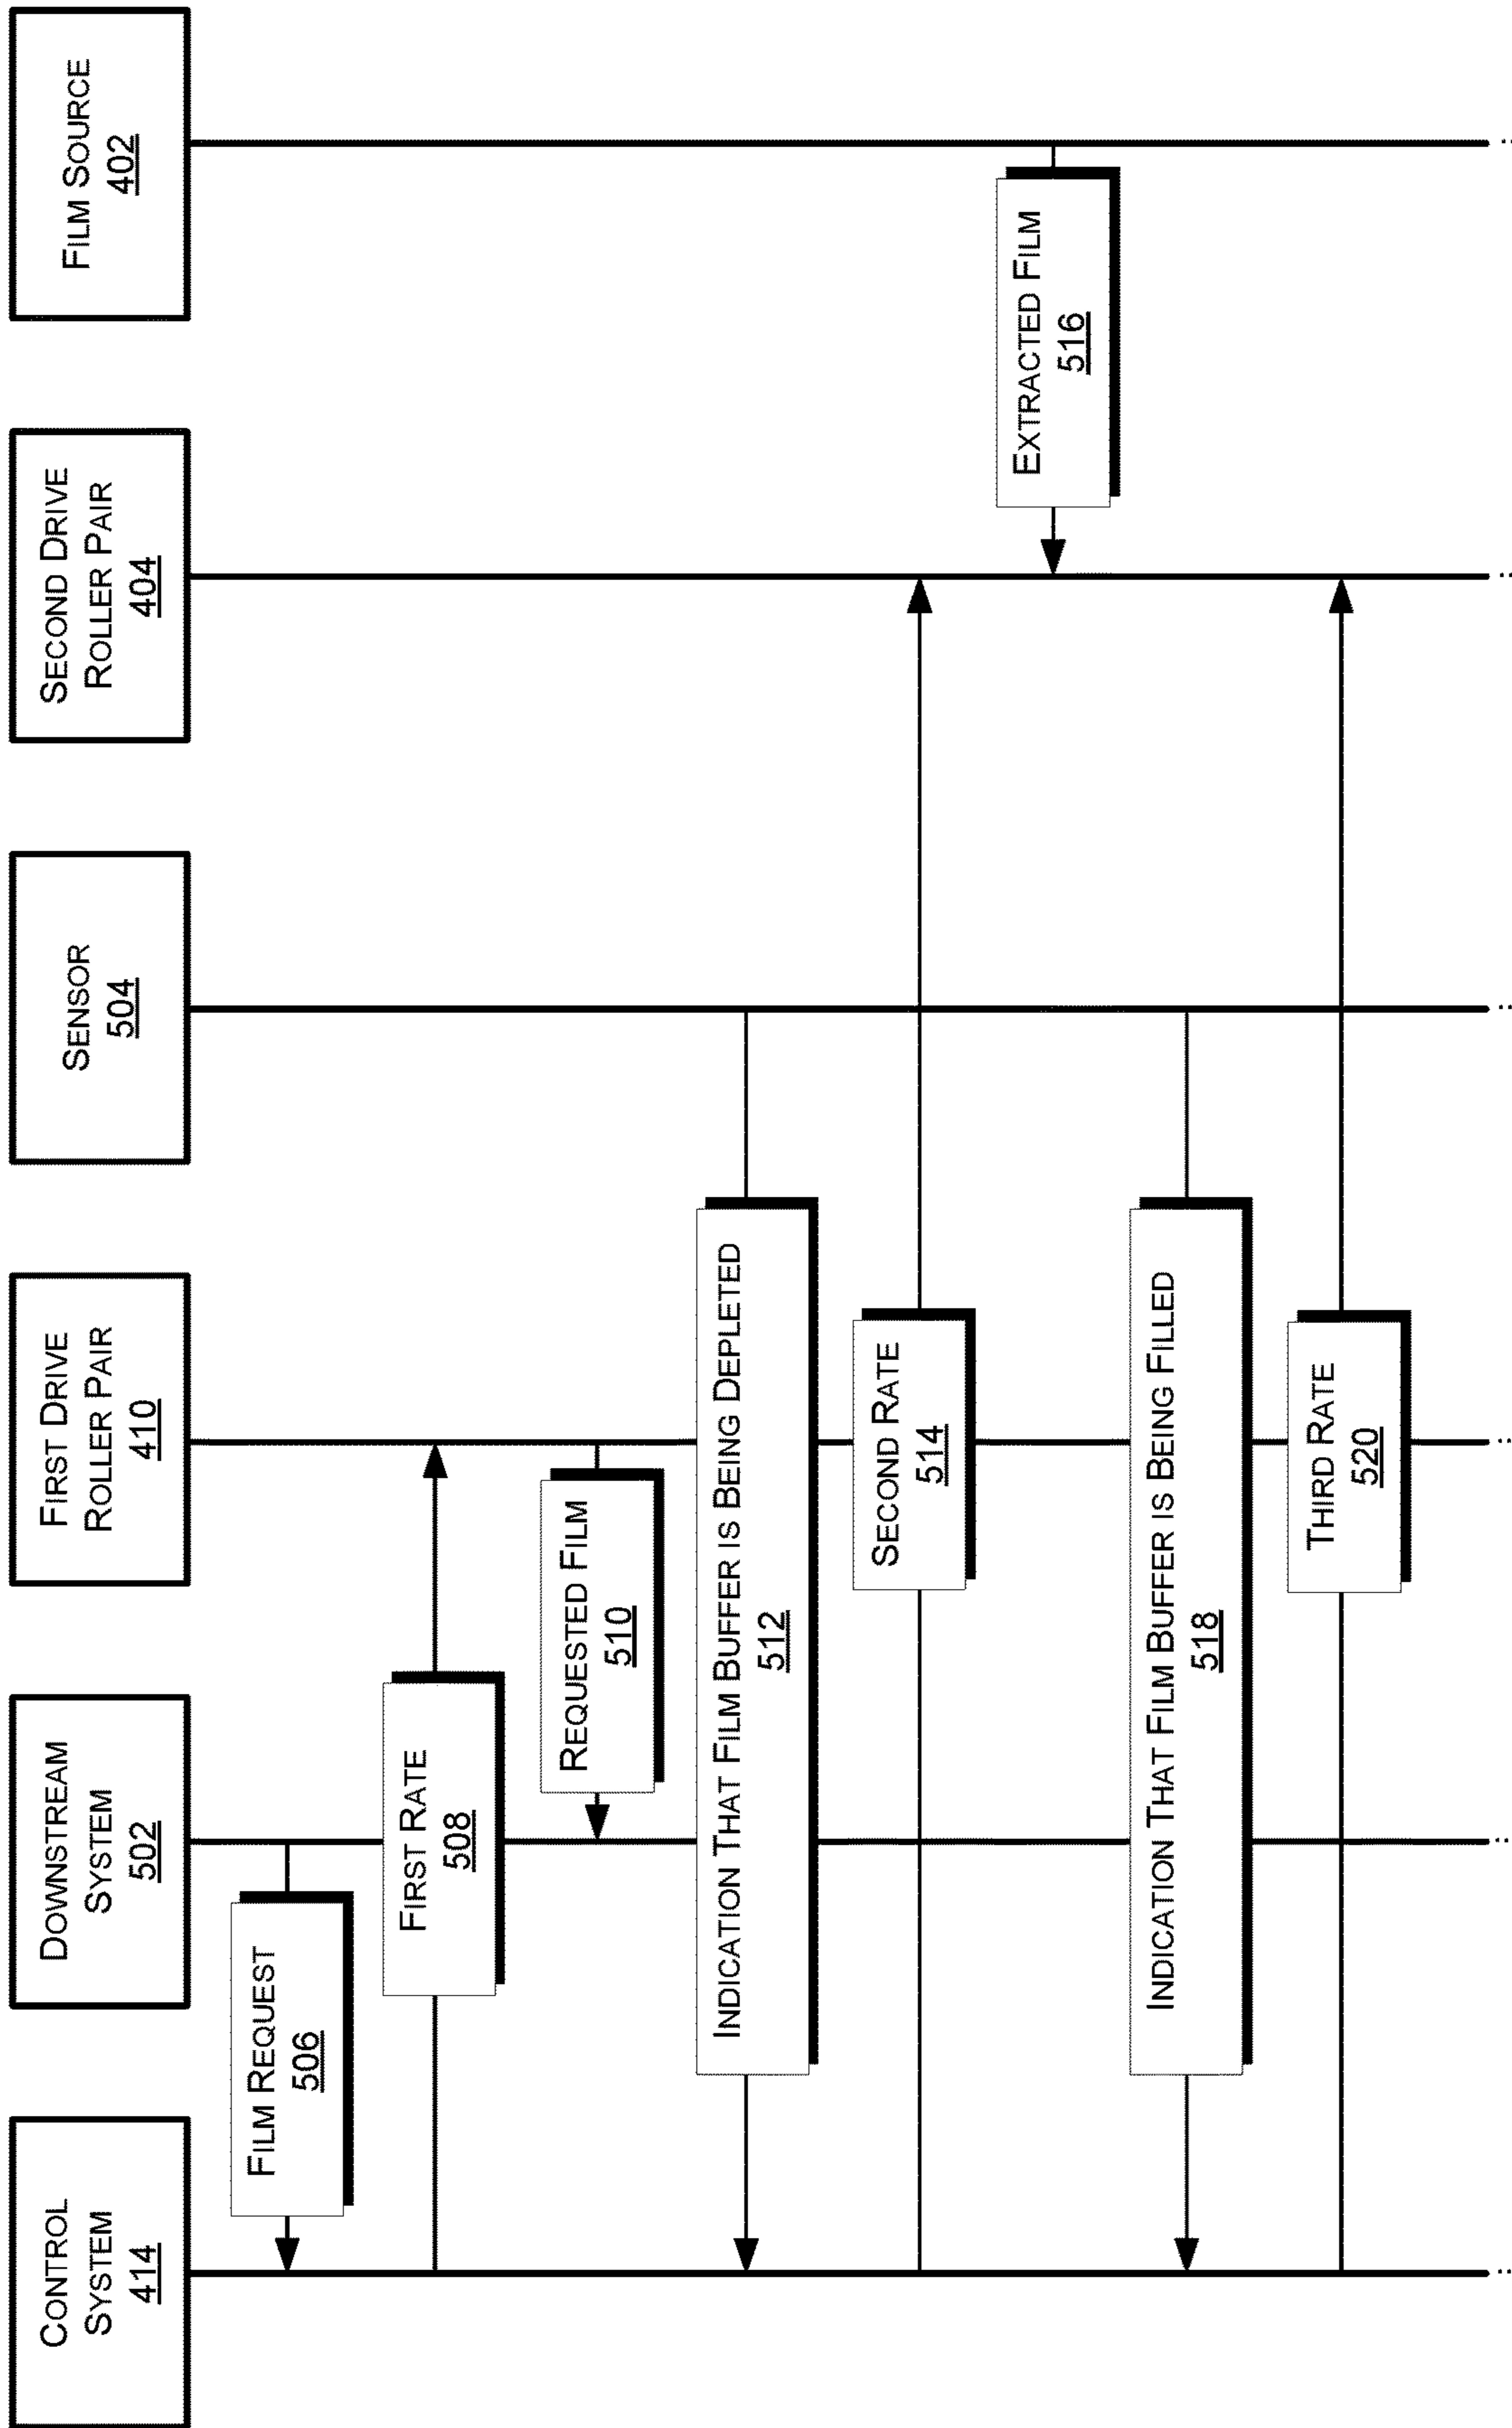 CONTROL
SYSTEM
414
DOWNSTREAM
SYSTEM
502
FIRST DRIVE
ROLLER PAIR
410
SENSOR
504
SECOND DRIVE
ROLLER PAIR
404
FILM SOURCE
402
FILM REQUEST
506
FIRST RATE
508
REQUESTED FILM
510
INDICATION THAT FILM BUFFER IS BEING DEPLETED
512
SECOND RATE
514
EXTRACTED FILM
516
INDICATION THAT FILM BUFFER IS BEING FILLED
518
THIRD RATE
520